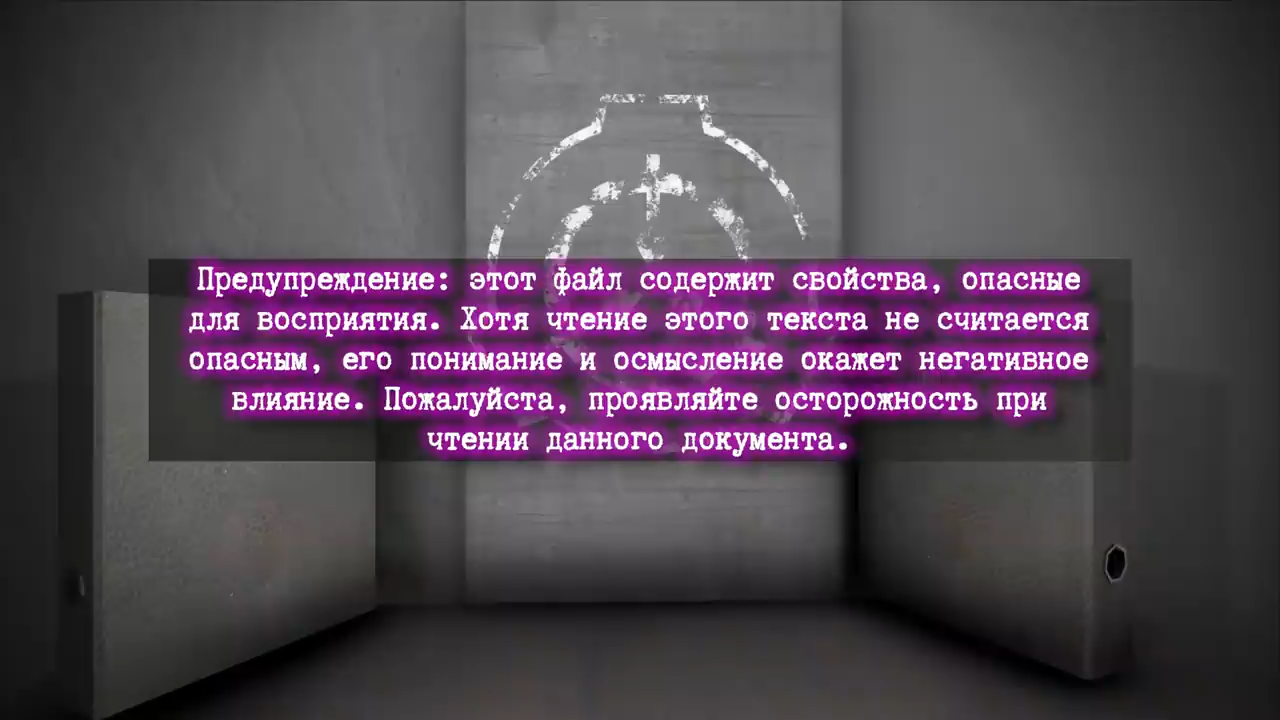 Предупреждение: этот файл содержит свойства, опасные
для восприятия. Хотя чтение этого текста не считается
опасным, его понимание и осмысление окажет негативное
влияние. Пожалуйста, проявляйте осторожность при
чтении данного документа.